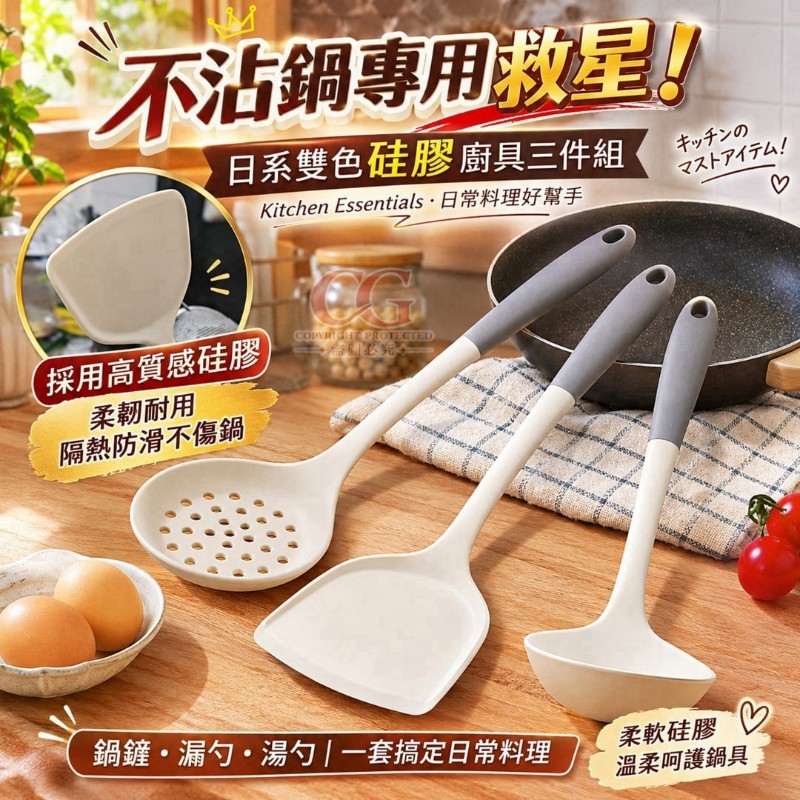 不沾鍋專用救星！
日系雙色硅膠廚具三件組
Kitchen Essentials · 日常料理好幫手
キッチンの
マストアイテム！
CG
COPYRIGHT PROTECTED
盜圖必究
採用高質感硅膠
柔韌耐用
隔熱防滑不傷鍋
鍋鏟・漏勺・湯勺 | 一套搞定日常料理
柔軟硅膠
溫柔呵護鍋具